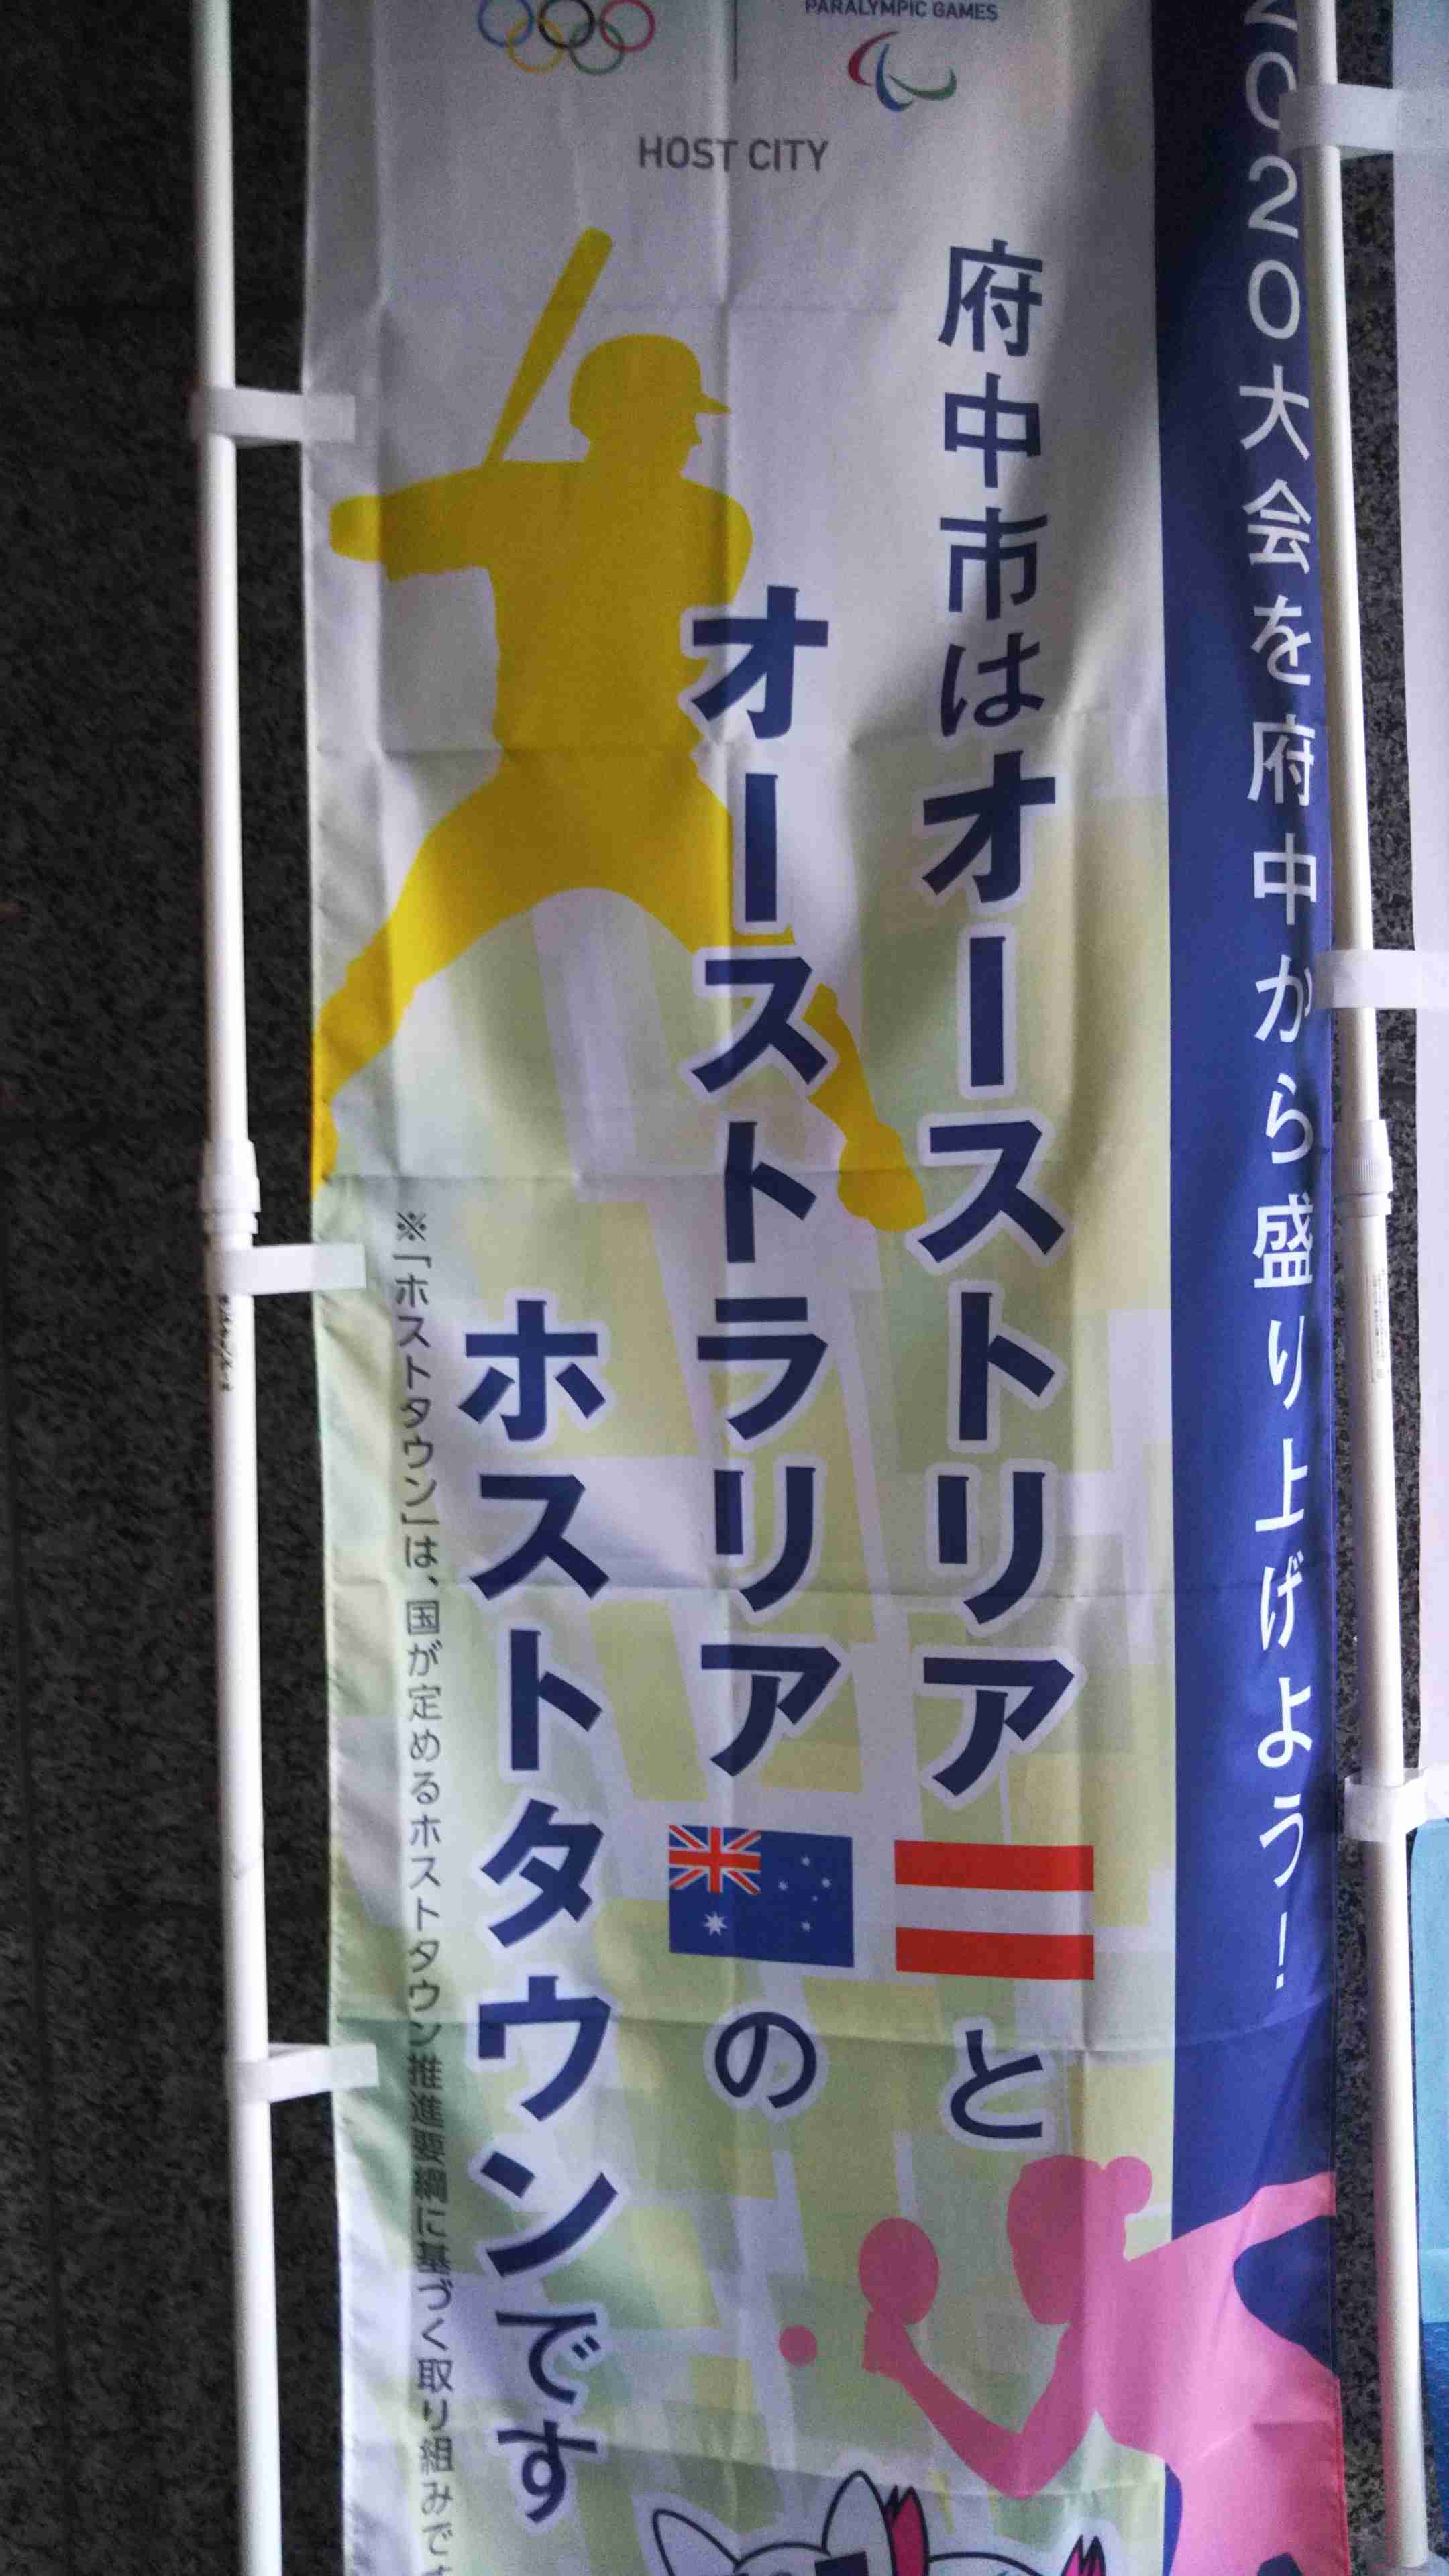 PARALYMPIC GAMES
HOST CITY
2020大会を府中から盛り上げよう！
府中市はオーストリアと
オーストラリアの
ホストタウンです
※「ホストタウン」は、国が定めるホストタウン推進要綱に基づく取り組みです